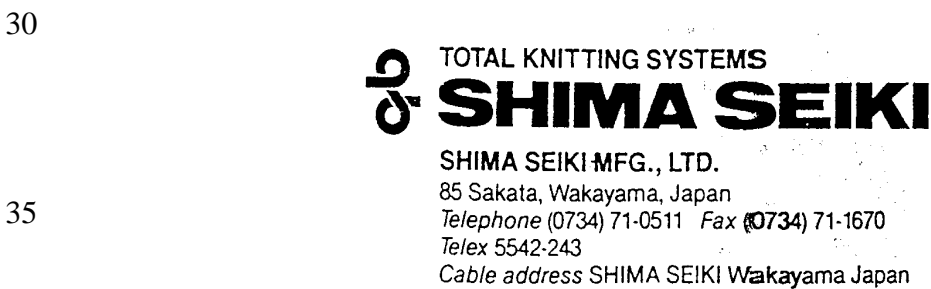 30
TOTAL KNITTING SYSTEMS
SHIMA SEIKI
SHIMA SEIKI MFG., LTD.
85 Sakata, Wakayama, Japan
35
Telephone (0734) 71-0511 Fax (0734) 71-1670
Telex 5542-243
Cable address SHIMA SEIKI Wakayama Japan